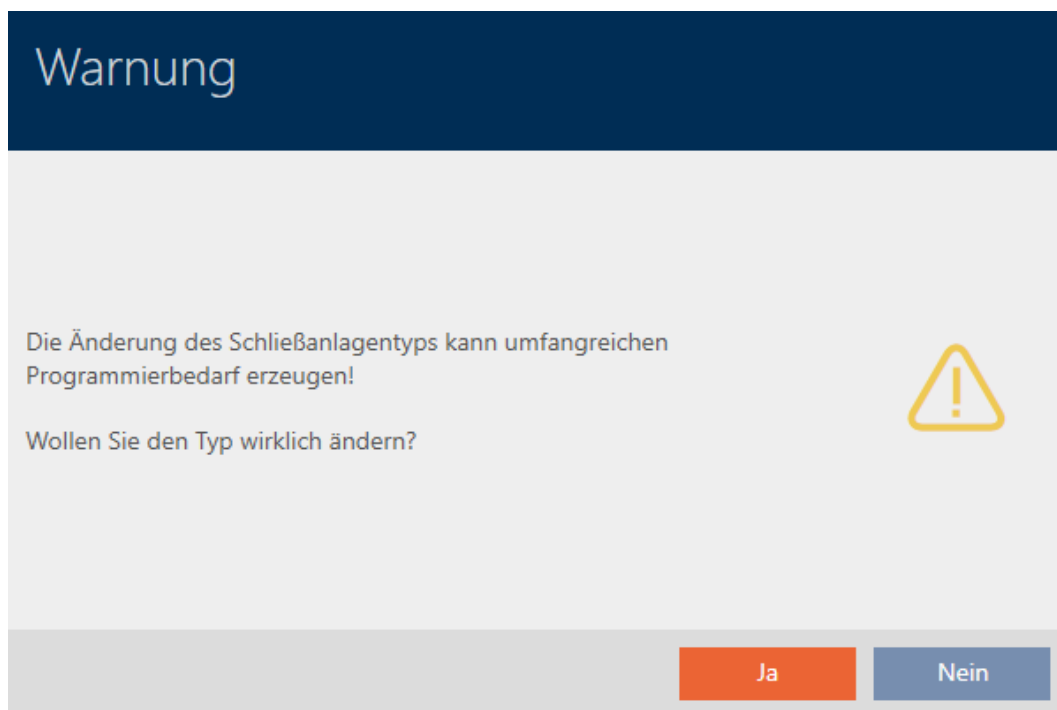 Warnung
Die Änderung des Schließanlagentyps kann umfangreichen
Programmierbedarf erzeugen!
Wollen Sie den Typ wirklich ändern?
Ja
Nein